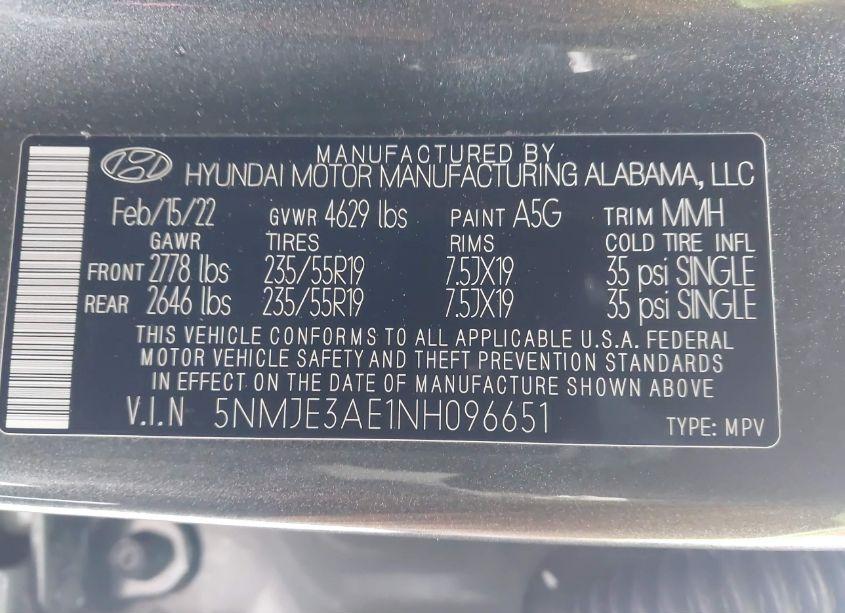 MANUFACTURED BY
HYUNDAI MOTOR MANUFACTURING ALABAMA, LLC
Feb/15/22 GVWR 4629 lbs PAINT A5G TRIM MMH
GAWR TIRES RIMS COLD TIRE INFL
FRONT 2778 lbs 235/55R19 7.5JX19 35 psi SINGLE
REAR 2646 lbs 235/55R19 7.5JX19 35 psi SINGLE
THIS VEHICLE CONFORMS TO ALL APPLICABLE U.S.A. FEDERAL
MOTOR VEHICLE SAFETY AND THEFT PREVENTION STANDARDS
IN EFFECT ON THE DATE OF MANUFACTURE SHOWN ABOVE
V.I.N 5NMJE3AE1NH096651 TYPE: MPV